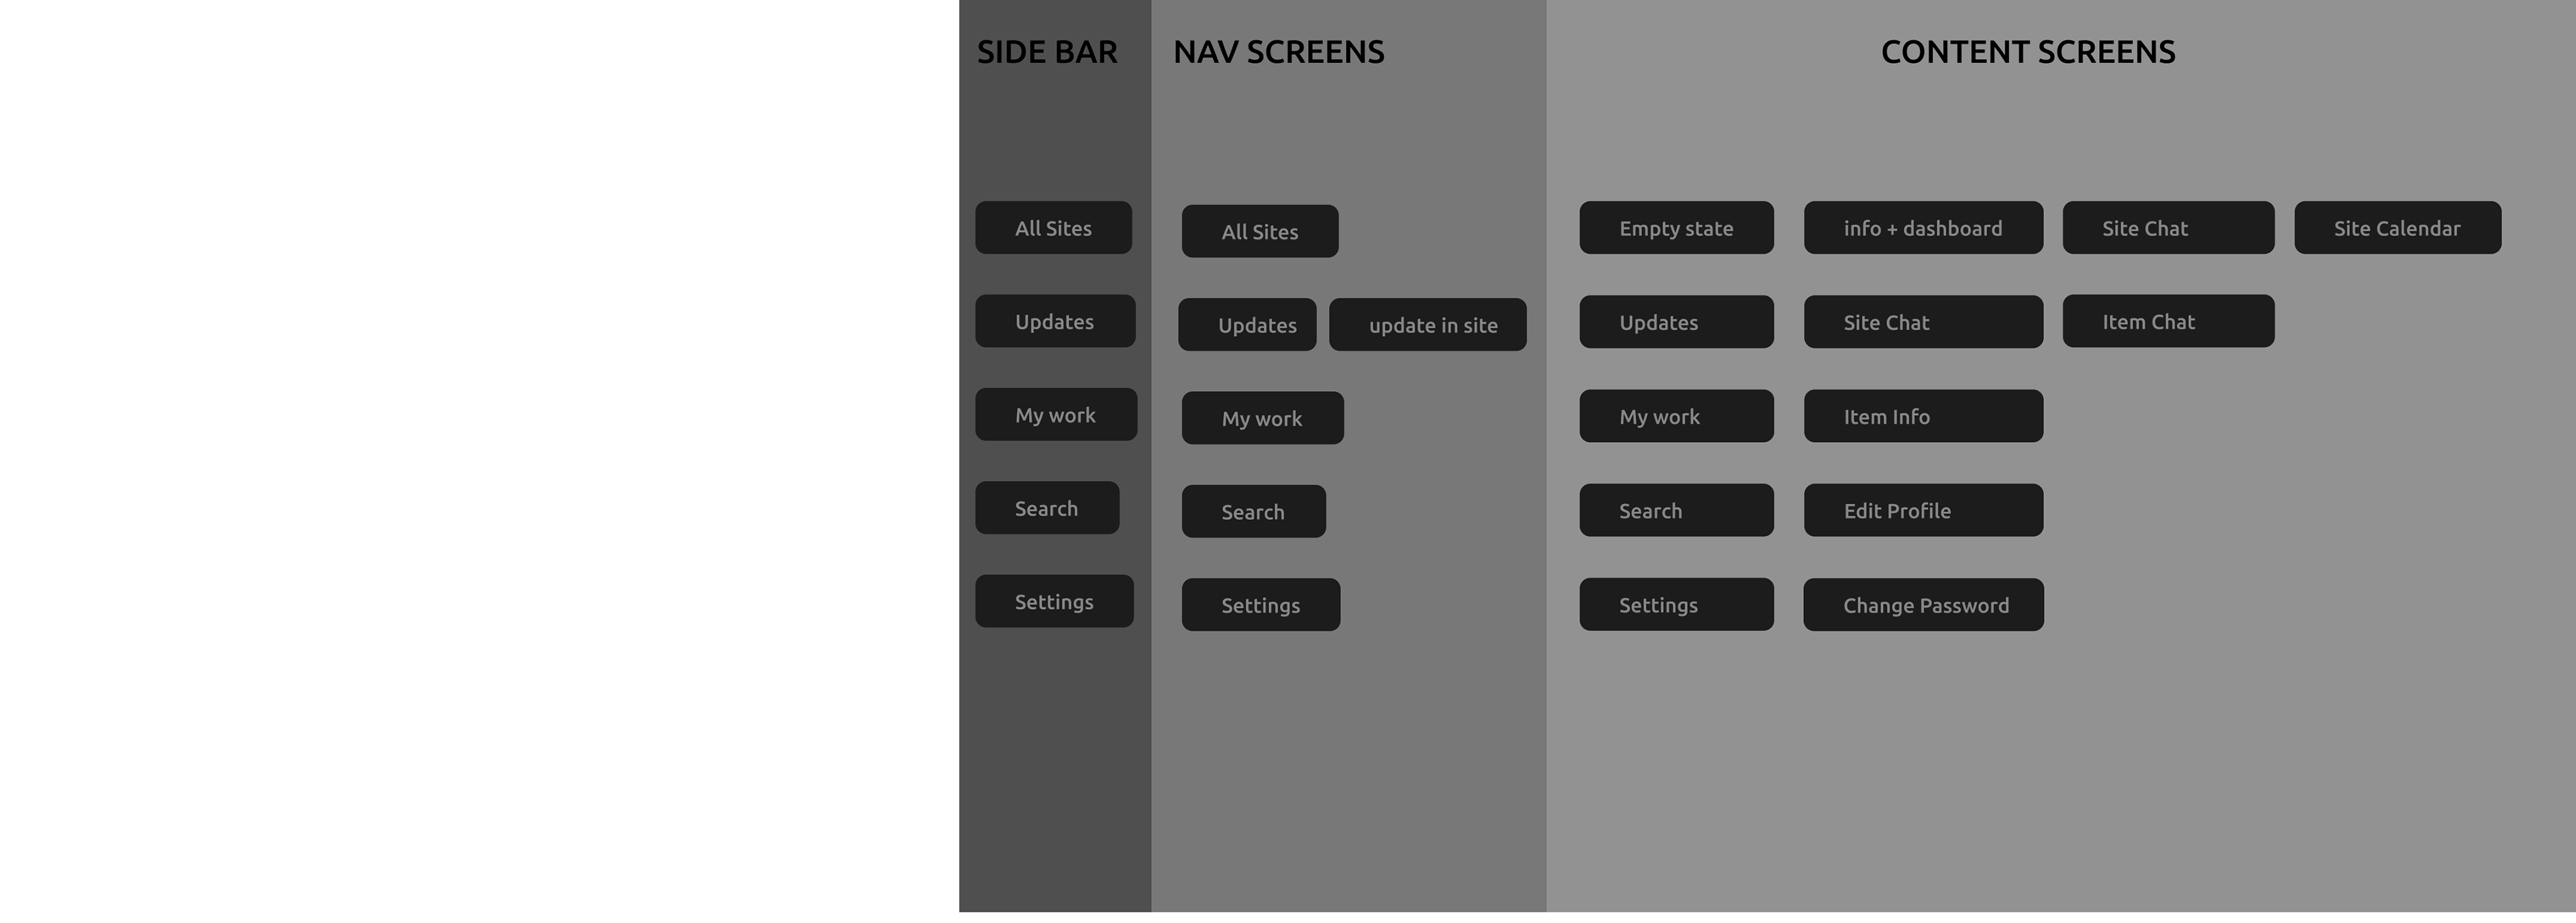 SIDE BAR
NAV SCREENS
CONTENT SCREENS
All Sites
All Sites
Empty state
info + dashboard
Site Chat
Site Calendar
Updates
Updates
update in site
Updates
Site Chat
Item Chat
My work
My work
My work
Item Info
Search
Search
Search
Edit Profile
Settings
Settings
Settings
Change Password